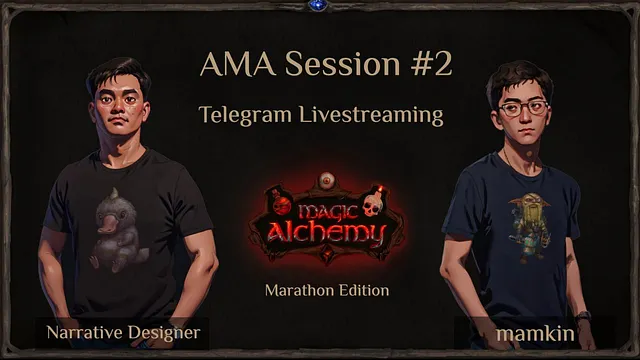 AMA Session #2
Telegram Livestreaming
MAGIC
Alchemy
Marathon Edition
Narrative Designer
mamkin